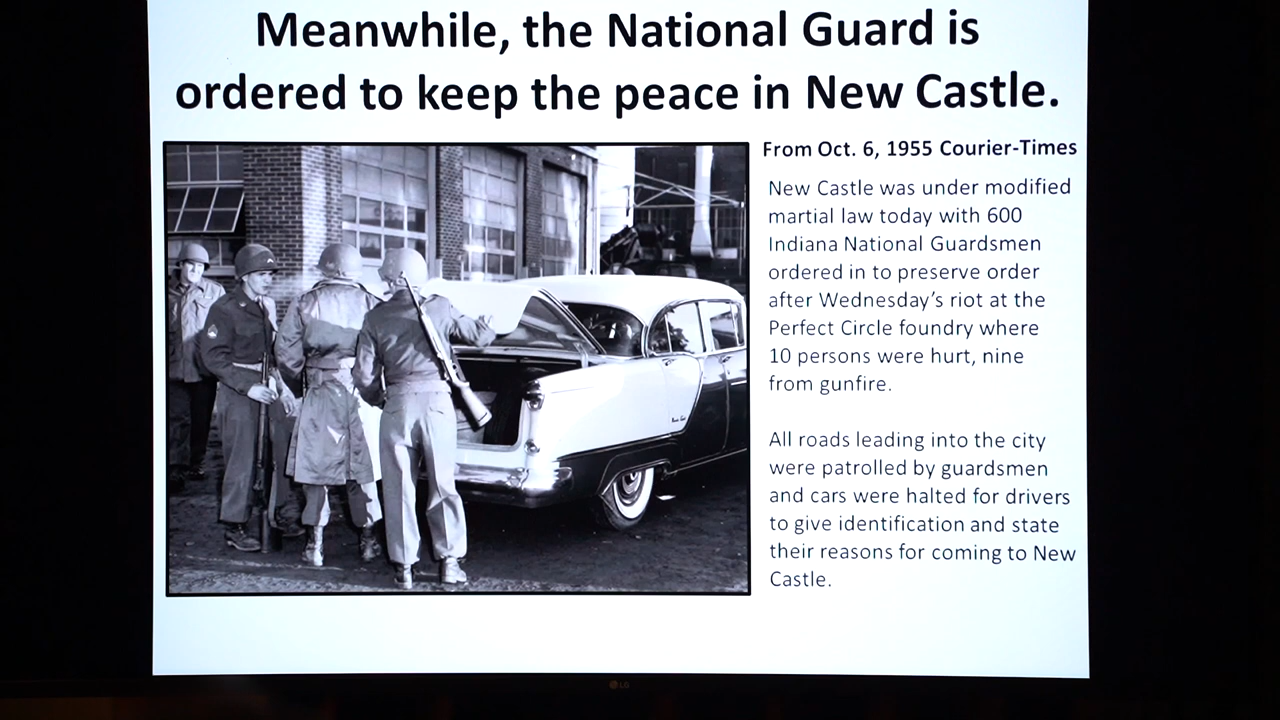 Meanwhile, the National Guard is
ordered to keep the peace in New Castle.
From Oct. 6, 1955 Courier-Times
New Castle was under modified
martial law today with 600
Indiana National Guardsmen
ordered in to preserve order
after Wednesday’s riot at the
Perfect Circle foundry where
10 persons were hurt, nine
from gunfire.
All roads leading into the city
were patrolled by guardsmen
and cars were halted for drivers
to give identification and state
their reasons for coming to New
Castle.
LG